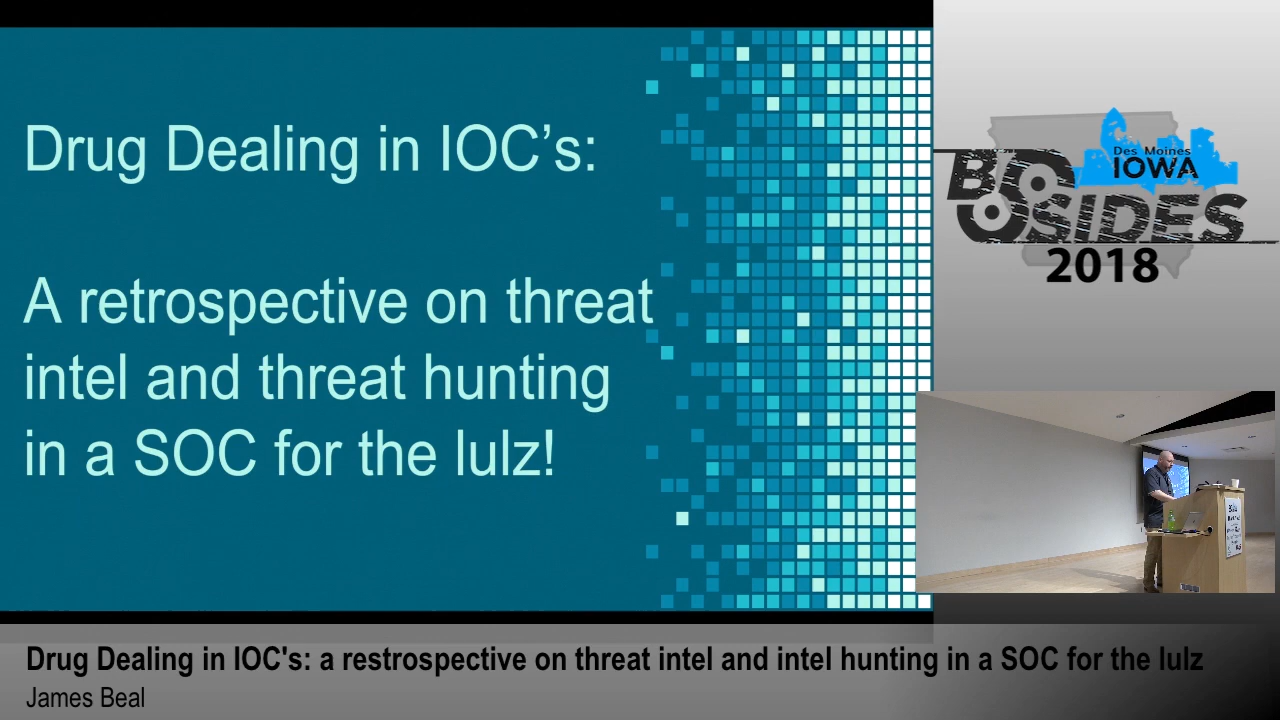 Drug Dealing in IOC’s:
A retrospective on threat
intel and threat hunting
in a SOC for the lulz!
Des Moines
IOWA
BSIDES
2018
Drug Dealing in IOC's: a restrospective on threat intel and intel hunting in a SOC for the lulz
James Beal